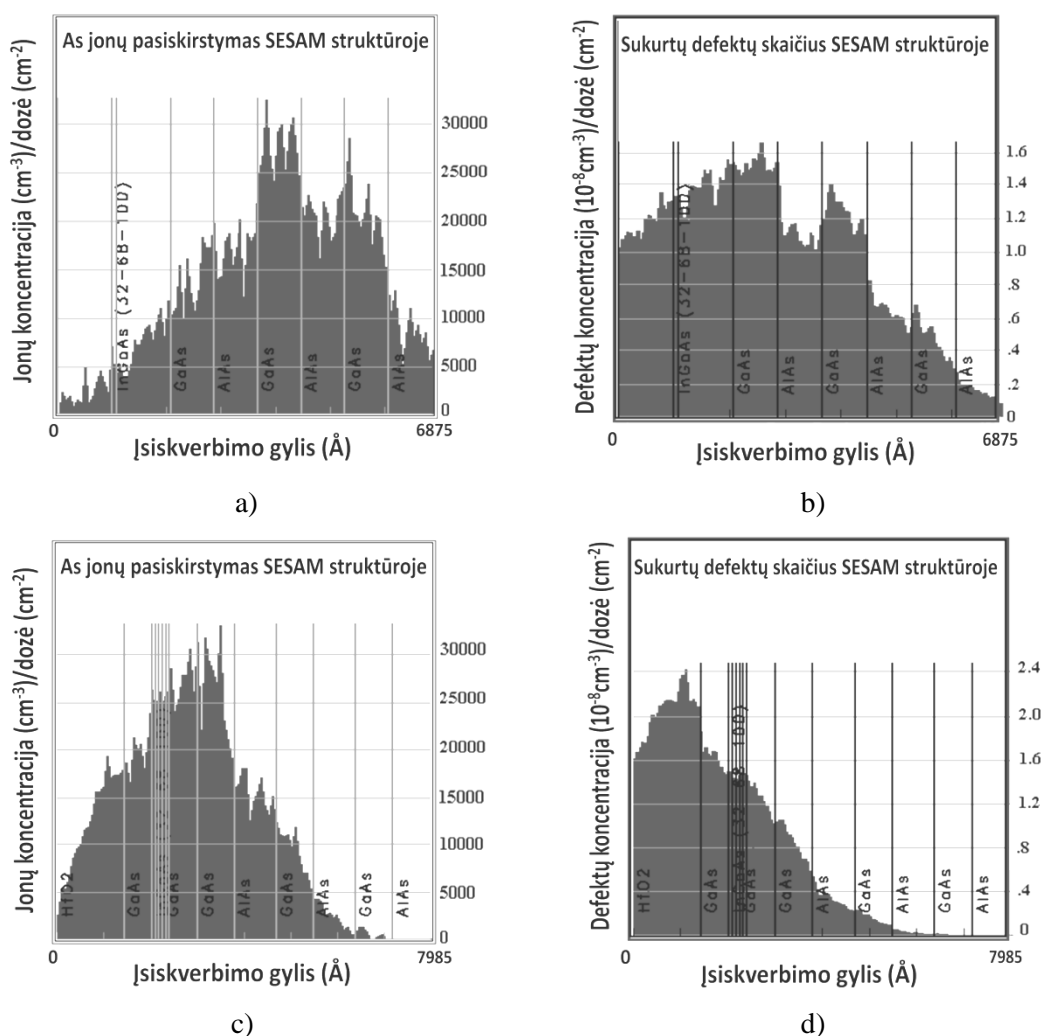 As jonų pasiskirstymas SESAM struktūroje
Jonų koncentracija (cm-3)/dozė (cm-2)
30000
25000
20000
15000
10000
5000
0
InGaAs (32-68-100)
GaAs
AlAs
GaAs
AlAs
GaAs
AlAs
0
6875
Įsiskverbimo gylis (Å)
a)
Sukurtų defektų skaičius SESAM struktūroje
Defektų koncentracija (10-8cm-3)/dozė (cm-2)
1.6
1.4
1.2
1.0
.8
.6
.4
.2
0
InGaAs (32-68-100)
GaAs
AlAs
GaAs
AlAs
GaAs
AlAs
0
6875
Įsiskverbimo gylis (Å)
b)
As jonų pasiskirstymas SESAM struktūroje
Jonų koncentracija (cm-3)/dozė (cm-2)
30000
25000
20000
15000
10000
5000
0
HfO2
GaAs
GaAs
GaAs
AlAs
GaAs
AlAs
GaAs
AlAs
0
7985
Įsiskverbimo gylis (Å)
c)
Sukurtų defektų skaičius SESAM struktūroje
Defektų koncentracija (10-8cm-3)/dozė (cm-2)
2.4
2.0
1.6
1.2
.8
.4
0
HfO2
GaAs
InGaAs (32-68-100)
GaAs
GaAs
AlAs
GaAs
AlAs
GaAs
AlAs
0
7985
Įsiskverbimo gylis (Å)
d)